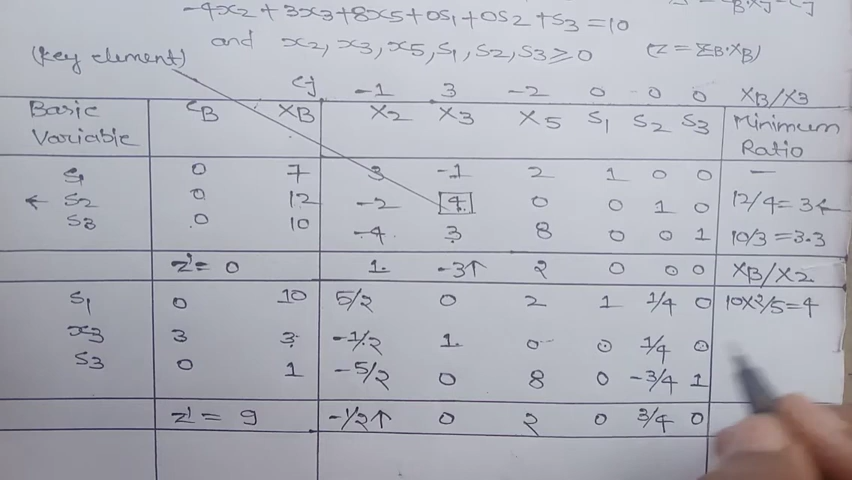 -4x2 + 3x3 + 8x5 + 0s1 + 0s2 + s3 = 10
and x2, x3, x5, s1, s2, s3 ≥ 0 (z = ΣB·XB)
(key element)
Cj -1 3 -2 0 0 0 XB/X3
Basic Variable CB XB X2 X3 X5 S1 S2 S3 Minimum Ratio
s1 0 7 3 -1 2 1 0 0 —
← s2 0 12 -2 4 0 0 1 0 12/4 = 3 ←
s3 0 10 -4 3 8 0 0 1 10/3 = 3.3
z' = 0 1 -3↑ 2 0 0 0 XB/X2
s1 0 10 5/2 0 2 1 1/4 0 10×2/5 = 4
x3 3 3 -1/2 1 0 0 1/4 0
s3 0 1 -5/2 0 8 0 -3/4 1
z' = 9 -1/2↑ 0 2 0 3/4 0